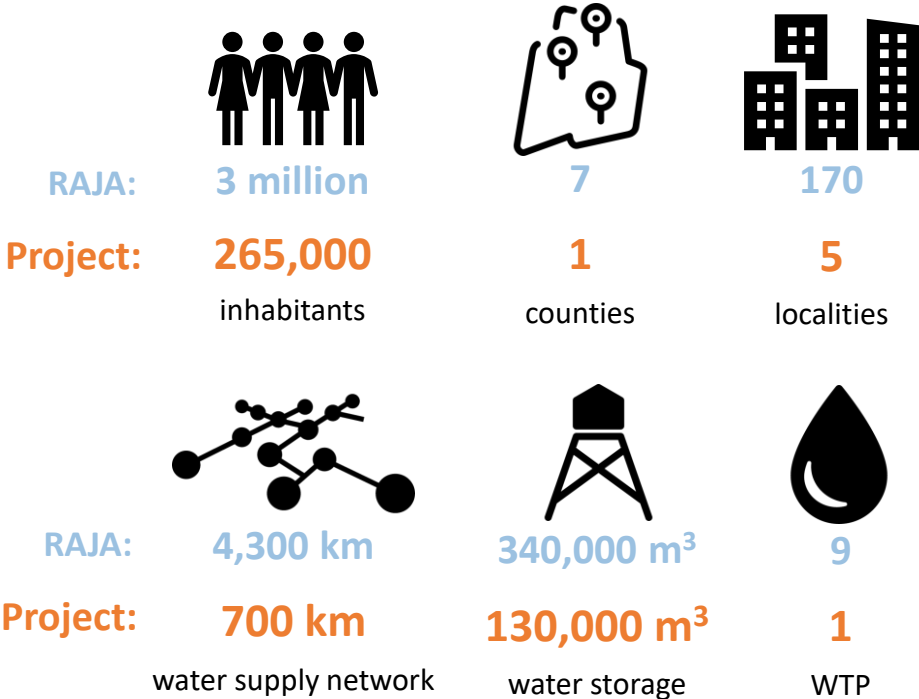 RAJA: 3 million 7 170
Project: 265,000 1 5
inhabitants counties localities
RAJA: 4,300 km 340,000 m³ 9
Project: 700 km 130,000 m³ 1
water supply network water storage WTP